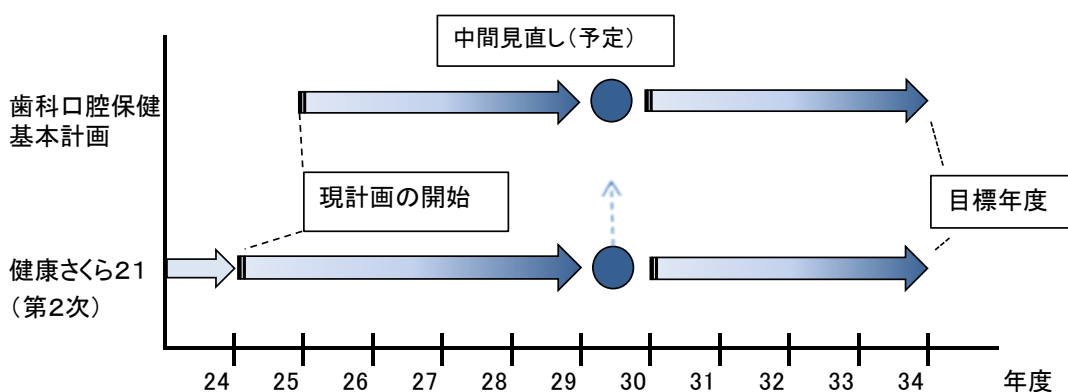 中間見直し(予定)
歯科口腔保健
基本計画
現計画の開始
目標年度
健康さくら21
(第2次)
24 25 26 27 28 29 30 31 32 33 34 年度